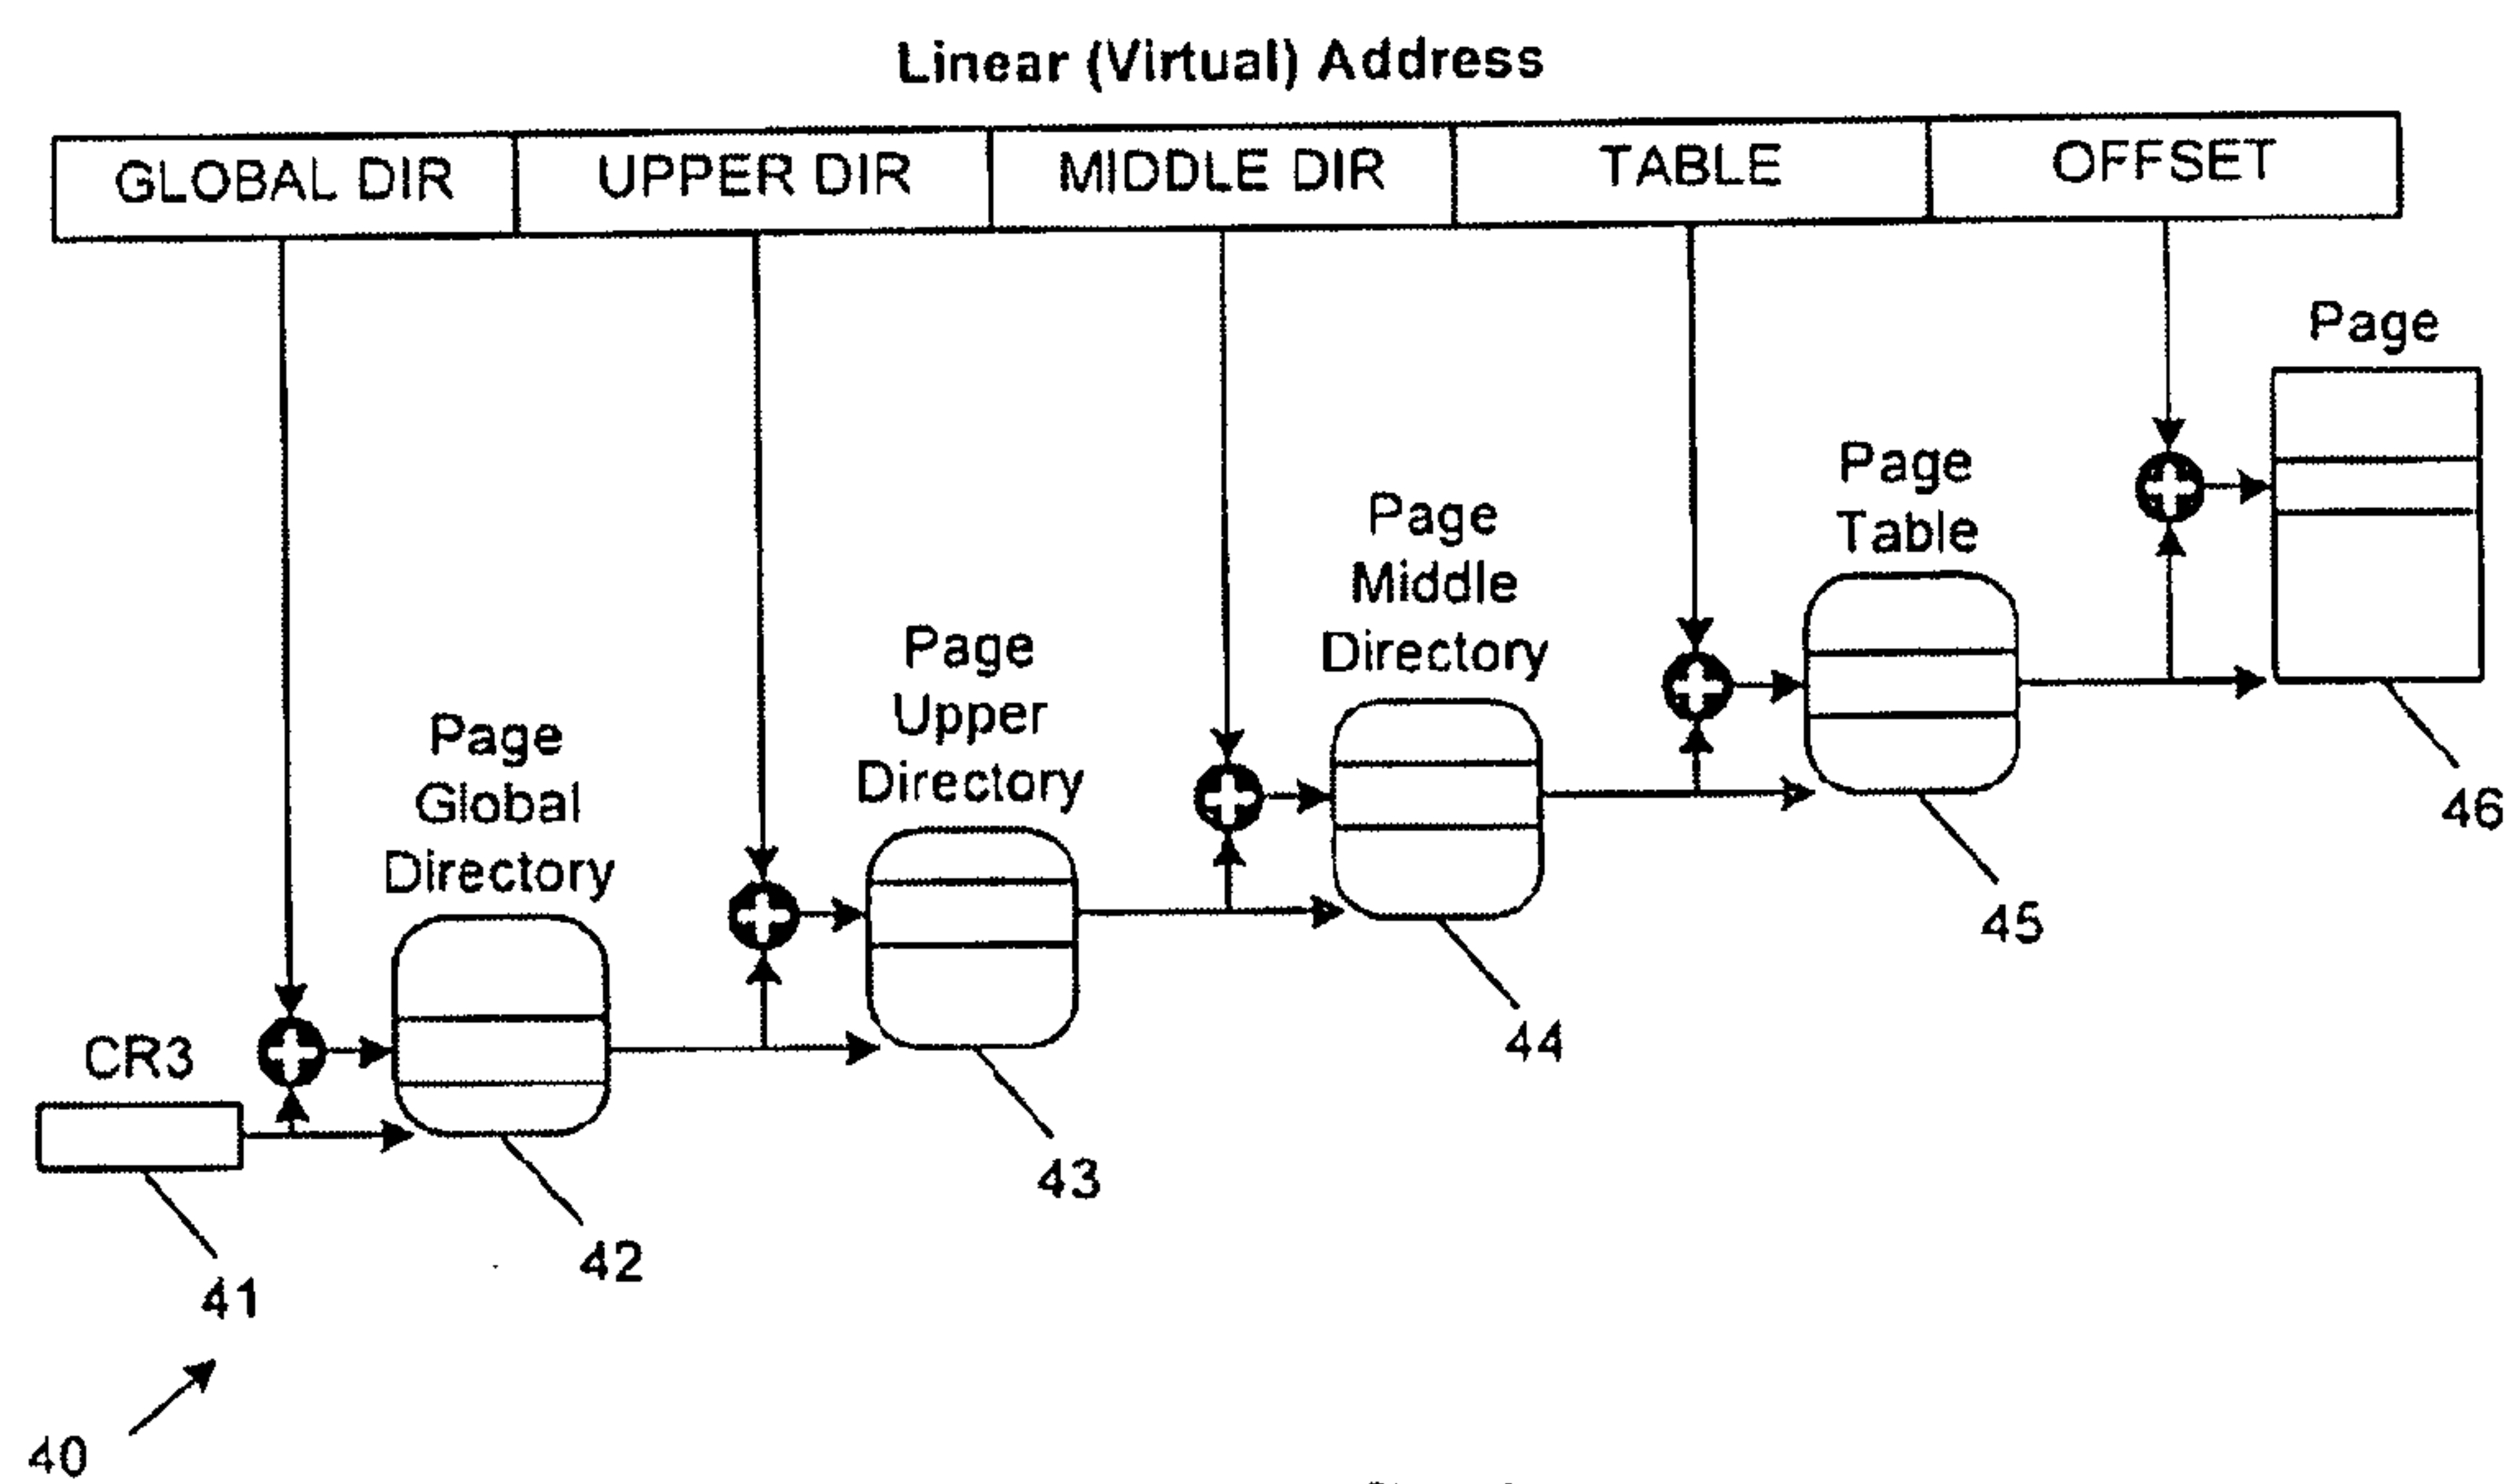 Linear (Virtual) Address
GLOBAL DIR
UPPER DIR
MIDDLE DIR
TABLE
OFFSET
Page
Page
Table
Page
Middle
Directory
Page
Upper
Directory
Page
Global
Directory
CR3
46
45
44
43
42
41
40